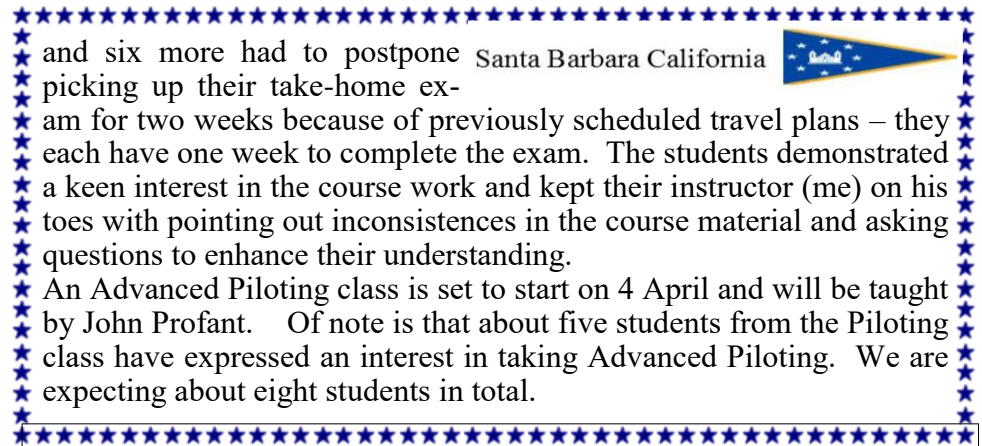 and six more had to postpone
Santa Barbara California
picking up their take-home ex-
am for two weeks because of previously scheduled travel plans – they
each have one week to complete the exam.  The students demonstrated
a keen interest in the course work and kept their instructor (me) on his
toes with pointing out inconsistences in the course material and asking
questions to enhance their understanding.
An Advanced Piloting class is set to start on 4 April and will be taught
by John Profant.    Of note is that about five students from the Piloting
class have expressed an interest in taking Advanced Piloting.  We are
expecting about eight students in total.